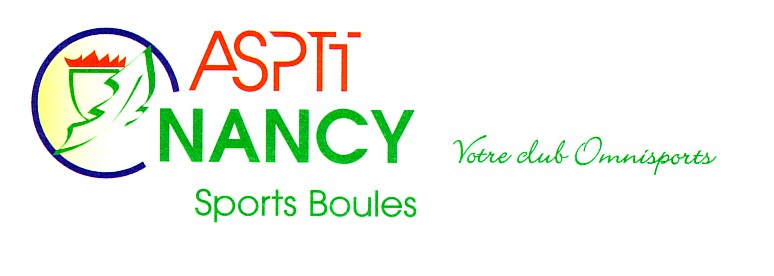 ASPTT
NANCY
Sports Boules
Votre club Omnisports